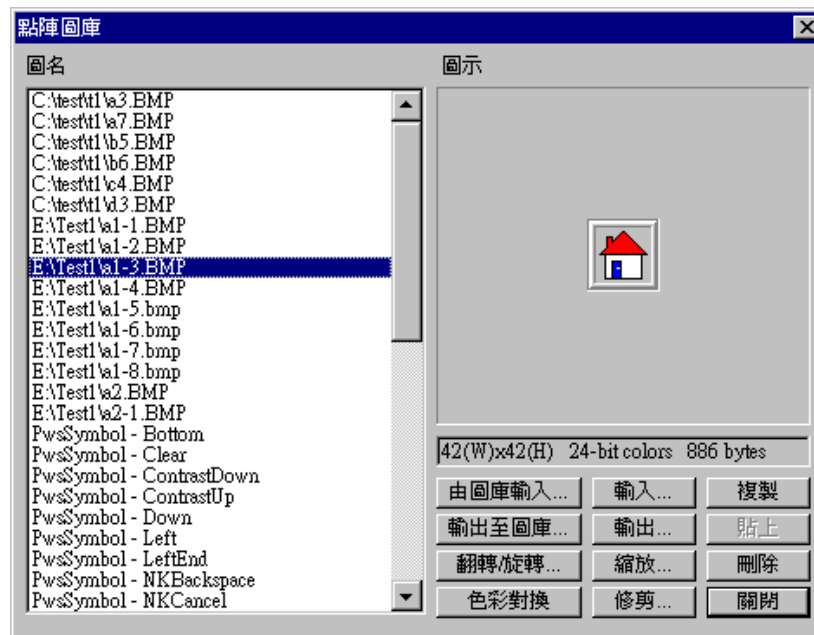 點陣圖庫
圖名
圖示
C:\test\t1\a3.BMP
C:\test\t1\a7.BMP
C:\test\t1\b5.BMP
C:\test\t1\b6.BMP
C:\test\t1\c4.BMP
C:\test\t1\d3.BMP
E:\Test1\a1-1.BMP
E:\Test1\a1-2.BMP
E:\Test1\a1-3.BMP
E:\Test1\a1-4.BMP
E:\Test1\a1-5.bmp
E:\Test1\a1-6.bmp
E:\Test1\a1-7.bmp
E:\Test1\a1-8.bmp
E:\Test1\a2.BMP
E:\Test1\a2-1.BMP
PwsSymbol - Bottom
PwsSymbol - Clear
PwsSymbol - ContrastDown
PwsSymbol - ContrastUp
PwsSymbol - Down
PwsSymbol - Left
PwsSymbol - LeftEnd
PwsSymbol - NKBackspace
PwsSymbol - NKCancel
42(W)x42(H) 24-bit colors 886 bytes
由圖庫輸入... 輸入... 複製
輸出至圖庫... 輸出... 貼上
翻轉/旋轉... 縮放... 刪除
色彩對換 修剪... 關閉